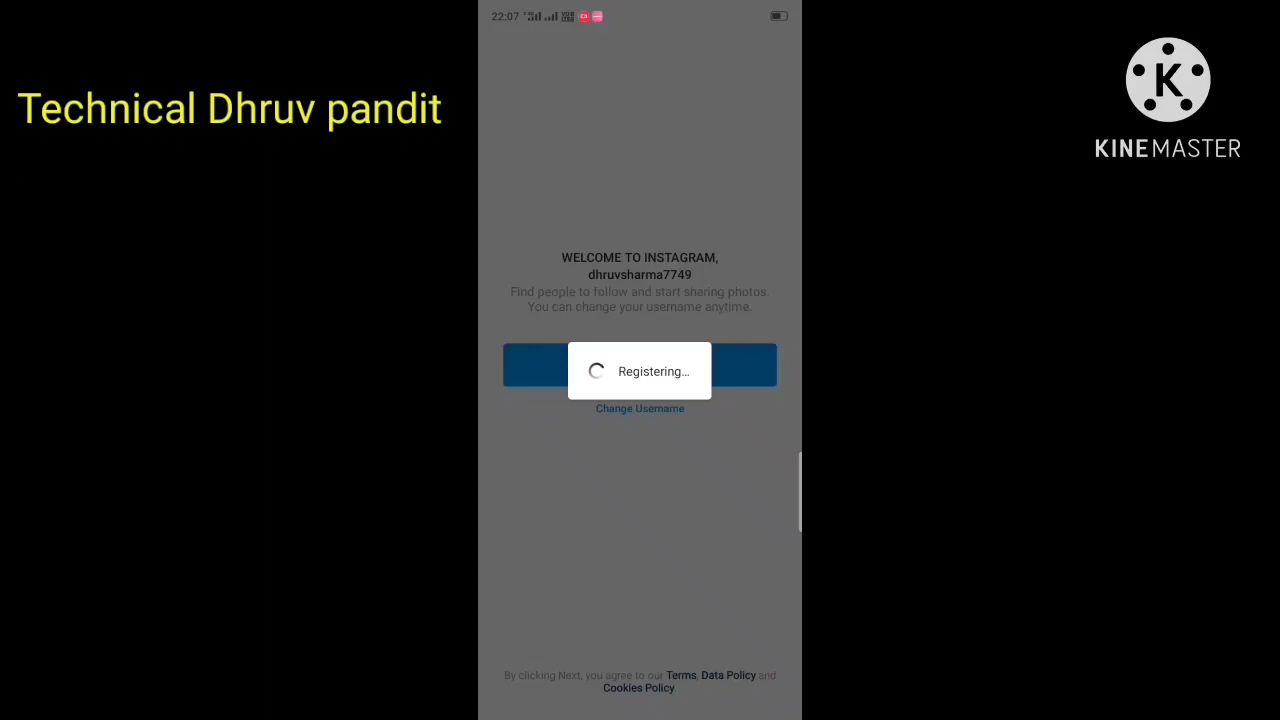 22:07
Technical Dhruv pandit
K
KINEMASTER
WELCOME TO INSTAGRAM,
dhruvsharma7749
Find people to follow and start sharing photos.
You can change your username anytime.
Registering...
Change Username
By clicking Next, you agree to our Terms, Data Policy and
Cookies Policy